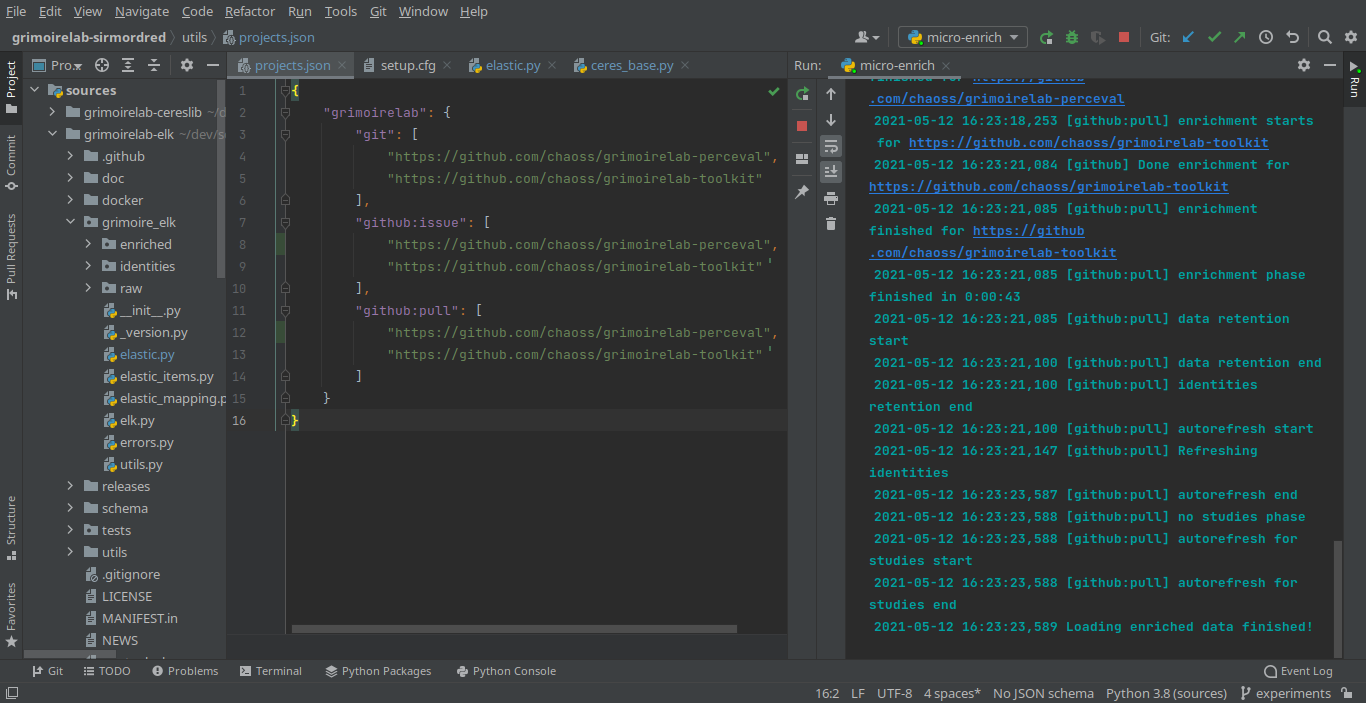 File Edit View Navigate Code Refactor Run Tools Git Window Help
grimoirelab-sirmordred utils projects.json
micro-enrich
Git:
Project
Commit
Pull Requests
Structure
Favorites
Pro...
sources
grimoirelab-cereslib ~/d
grimoirelab-elk ~/dev/s
.github
doc
docker
grimoire_elk
enriched
identities
raw
__init__.py
_version.py
elastic.py
elastic_items.py
elastic_mapping.p
elk.py
errors.py
utils.py
releases
schema
tests
utils
.gitignore
LICENSE
MANIFEST.in
NEWS
projects.json setup.cfg elastic.py ceres_base.py
1 {
2 "grimoirelab": {
3 "git": [
4 "https://github.com/chaoss/grimoirelab-perceval",
5 "https://github.com/chaoss/grimoirelab-toolkit"
6 ],
7 "github:issue": [
8 "https://github.com/chaoss/grimoirelab-perceval",
9 "https://github.com/chaoss/grimoirelab-toolkit"
10 ],
11 "github:pull": [
12 "https://github.com/chaoss/grimoirelab-perceval",
13 "https://github.com/chaoss/grimoirelab-toolkit"
14 ]
15 }
16 }
Run: micro-enrich
Run
finished for https://github
.com/chaoss/grimoirelab-perceval
2021-05-12 16:23:18,253 [github:pull] enrichment starts
for https://github.com/chaoss/grimoirelab-toolkit
2021-05-12 16:23:21,084 [github] Done enrichment for
https://github.com/chaoss/grimoirelab-toolkit
2021-05-12 16:23:21,085 [github:pull] enrichment
finished for https://github
.com/chaoss/grimoirelab-toolkit
2021-05-12 16:23:21,085 [github:pull] enrichment phase
finished in 0:00:43
2021-05-12 16:23:21,085 [github:pull] data retention
start
2021-05-12 16:23:21,100 [github:pull] data retention end
2021-05-12 16:23:21,100 [github:pull] identities
retention end
2021-05-12 16:23:21,100 [github:pull] autorefresh start
2021-05-12 16:23:21,147 [github:pull] Refreshing
identities
2021-05-12 16:23:23,587 [github:pull] autorefresh end
2021-05-12 16:23:23,588 [github:pull] no studies phase
2021-05-12 16:23:23,588 [github:pull] autorefresh for
studies start
2021-05-12 16:23:23,588 [github:pull] autorefresh for
studies end
2021-05-12 16:23:23,589 Loading enriched data finished!
Git TODO Problems Terminal Python Packages Python Console Event Log
16:2 LF UTF-8 4 spaces* No JSON schema Python 3.8 (sources) experiments